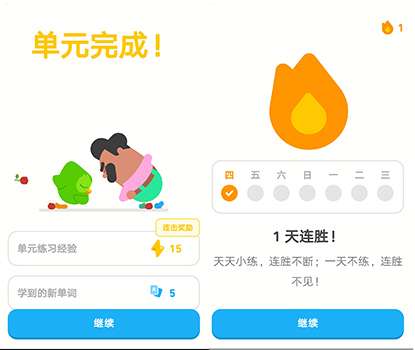 单元完成！
连击奖励
单元练习经验
15
学到的新单词
5
继续
1
四 五 六 日 一 二 三
1 天连胜！
天天小练，连胜不断；一天不练，连胜
不见！
继续